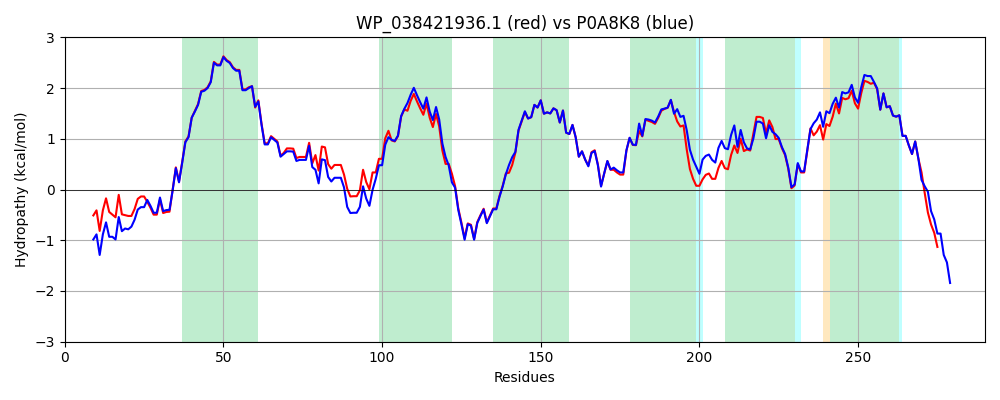 WP_038421936.1 (red) vs P0A8K8 (blue)
Hydropathy (kcal/mol)
3
2
1
0
−1
−2
−3
0 50 100 150 200 250
Residues